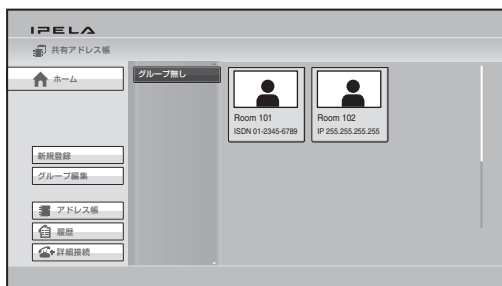 IPELA
共有アドレス帳
ホーム
グループ無し
Room 101
ISDN 01-2345-6789
Room 102
IP 255.255.255.255
新規登録
グループ編集
アドレス帳
履歴
詳細接続